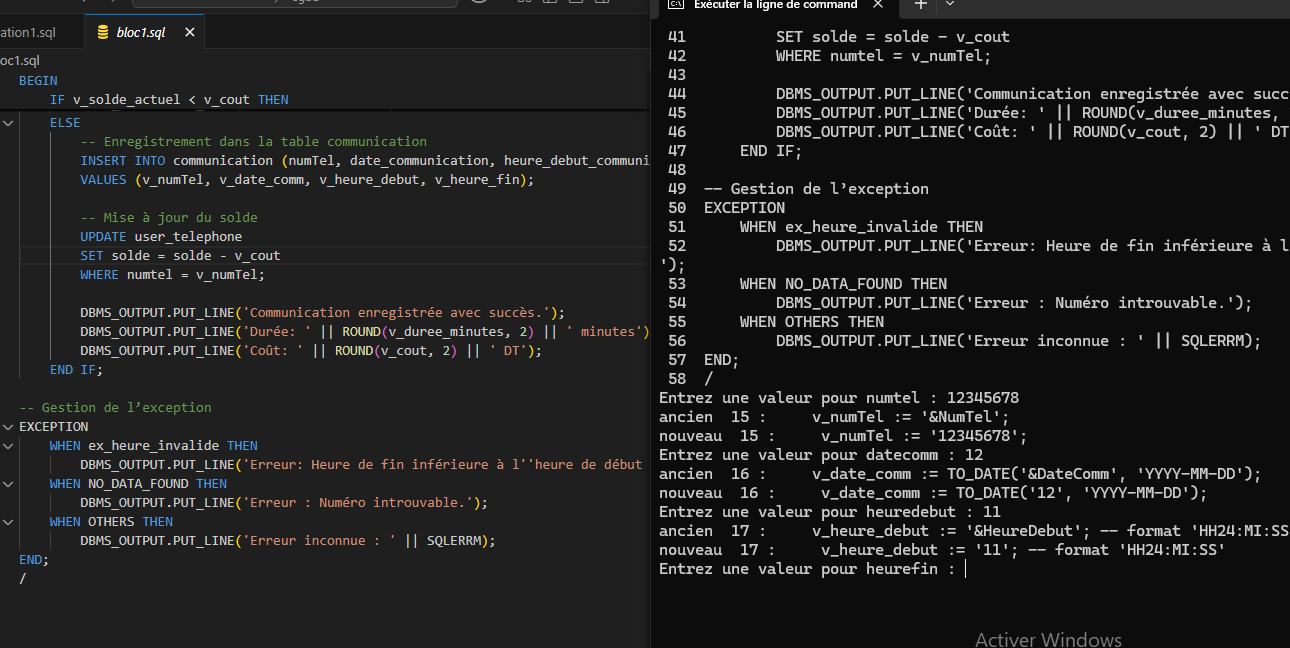 ation1.sql
bloc1.sql
oc1.sql
BEGIN
IF v_solde_actuel < v_cout THEN
ELSE
-- Enregistrement dans la table communication
INSERT INTO communication (numTel, date_communication, heure_debut_communi
VALUES (v_numTel, v_date_comm, v_heure_debut, v_heure_fin);
-- Mise à jour du solde
UPDATE user_telephone
SET solde = solde - v_cout
WHERE numtel = v_numTel;
DBMS_OUTPUT.PUT_LINE('Communication enregistrée avec succès.');
DBMS_OUTPUT.PUT_LINE('Durée: ' || ROUND(v_duree_minutes, 2) || ' minutes')
DBMS_OUTPUT.PUT_LINE('Coût: ' || ROUND(v_cout, 2) || ' DT');
END IF;
-- Gestion de l’exception
EXCEPTION
WHEN ex_heure_invalide THEN
DBMS_OUTPUT.PUT_LINE('Erreur: Heure de fin inférieure à l''heure de début
WHEN NO_DATA_FOUND THEN
DBMS_OUTPUT.PUT_LINE('Erreur : Numéro introuvable.');
WHEN OTHERS THEN
DBMS_OUTPUT.PUT_LINE('Erreur inconnue : ' || SQLERRM);
END;
/
Exécuter la ligne de command
41 SET solde = solde - v_cout
42 WHERE numtel = v_numTel;
43
44 DBMS_OUTPUT.PUT_LINE('Communication enregistrée avec succ
45 DBMS_OUTPUT.PUT_LINE('Durée: ' || ROUND(v_duree_minutes,
46 DBMS_OUTPUT.PUT_LINE('Coût: ' || ROUND(v_cout, 2) || ' DT
47 END IF;
48
49 -- Gestion de l’exception
50 EXCEPTION
51 WHEN ex_heure_invalide THEN
52 DBMS_OUTPUT.PUT_LINE('Erreur: Heure de fin inférieure à l
');
53 WHEN NO_DATA_FOUND THEN
54 DBMS_OUTPUT.PUT_LINE('Erreur : Numéro introuvable.');
55 WHEN OTHERS THEN
56 DBMS_OUTPUT.PUT_LINE('Erreur inconnue : ' || SQLERRM);
57 END;
58 /
Entrez une valeur pour numtel : 12345678
ancien 15 : v_numTel := '&NumTel';
nouveau 15 : v_numTel := '12345678';
Entrez une valeur pour datecomm : 12
ancien 16 : v_date_comm := TO_DATE('&DateComm', 'YYYY-MM-DD');
nouveau 16 : v_date_comm := TO_DATE('12', 'YYYY-MM-DD');
Entrez une valeur pour heuredebut : 11
ancien 17 : v_heure_debut := '&HeureDebut'; -- format 'HH24:MI:SS
nouveau 17 : v_heure_debut := '11'; -- format 'HH24:MI:SS'
Entrez une valeur pour heurefin :
Activer Windows